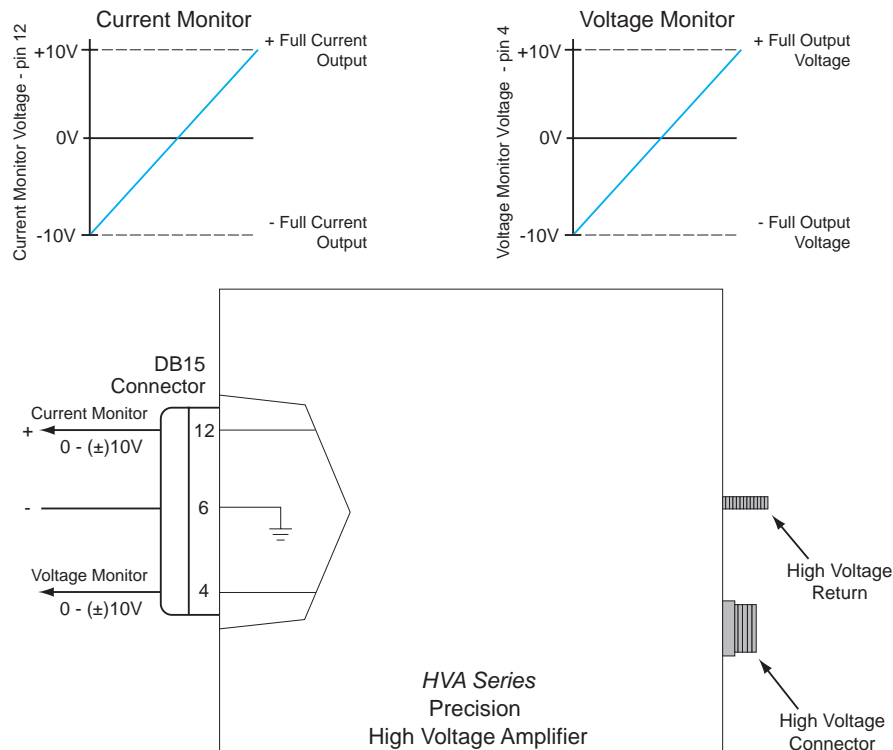 Current Monitor
Current Monitor Voltage - pin 12
+10V
0V
-10V
+ Full Current
Output
- Full Current
Output
Voltage Monitor
Voltage Monitor Voltage - pin 4
+10V
0V
-10V
+ Full Output
Voltage
- Full Output
Voltage
DB15
Connector
Current Monitor
+
0 - (±)10V
12
-
6
Voltage Monitor
0 - (±)10V
4
High Voltage
Return
High Voltage
Connector
HVA Series
Precision
High Voltage Amplifier